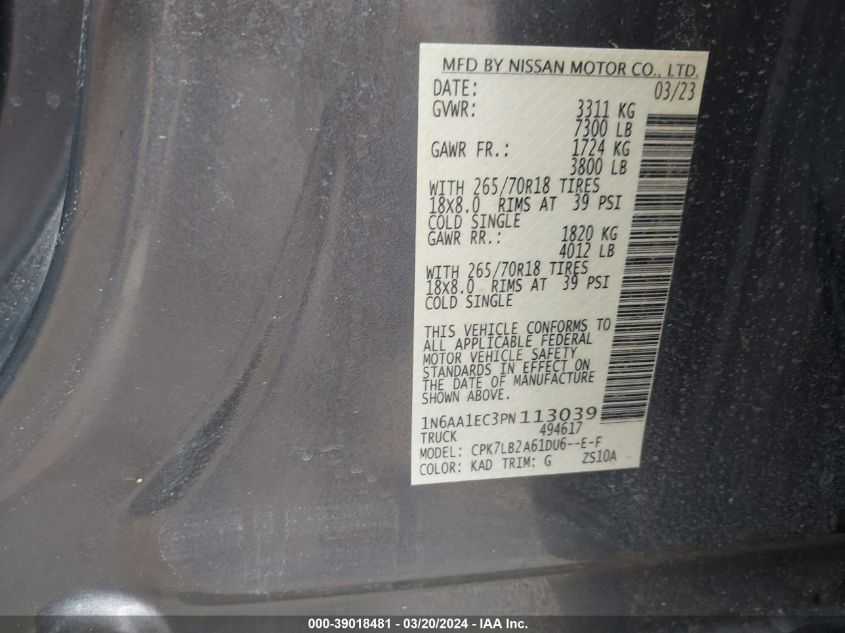 MFD BY NISSAN MOTOR CO., LTD.
DATE: 03/23
GVWR: 3311 KG
7300 LB
GAWR FR.: 1724 KG
3800 LB
WITH 265/70R18 TIRES
18X8.0 RIMS AT 39 PSI
COLD SINGLE
GAWR RR.: 1820 KG
4012 LB
WITH 265/70R18 TIRES
18X8.0 RIMS AT 39 PSI
COLD SINGLE
THIS VEHICLE CONFORMS TO
ALL APPLICABLE FEDERAL
MOTOR VEHICLE SAFETY
STANDARDS IN EFFECT ON
THE DATE OF MANUFACTURE
SHOWN ABOVE.
1N6AA1EC3PN113039
TRUCK 494617
MODEL: CPK7LB2A61DU6--E-F
COLOR: KAD TRIM: G ZS10A
000-39018481 - 03/20/2024 - IAA Inc.